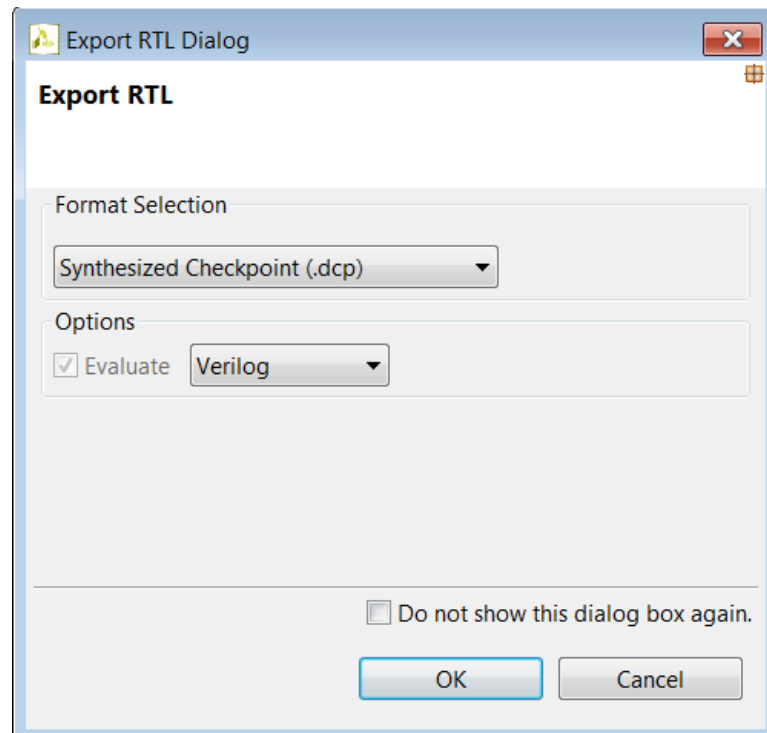 Export RTL Dialog
Export RTL
Format Selection
Synthesized Checkpoint (.dcp)
Options
Evaluate Verilog
Do not show this dialog box again.
OK Cancel